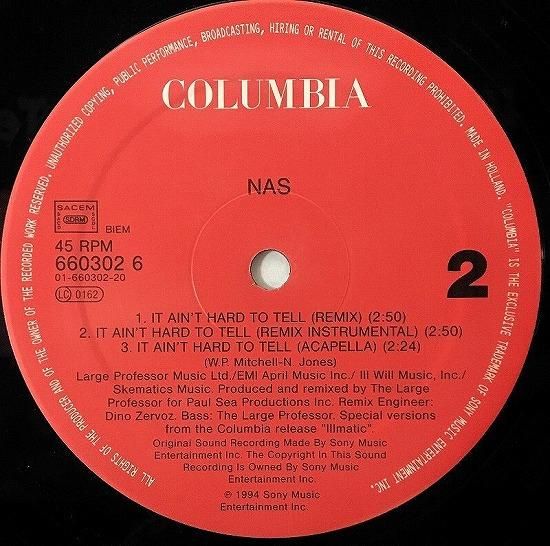 ALL RIGHTS OF THE PRODUCER AND OF THE OWNER OF THE RECORDED WORK RESERVED. UNAUTHORIZED COPYING, PUBLIC PERFORMANCE, BROADCASTING, HIRING OR RENTAL OF THIS RECORDING PROHIBITED. MADE IN HOLLAND. "COLUMBIA" IS THE EXCLUSIVE TRADEMARK OF SONY MUSIC ENTERTAINMENT INC.
COLUMBIA
NAS
SACEM
SACD SDRM SGDL
BIEM
45 RPM
660302 6
01-660302-20
LC 0162
2
1. IT AIN'T HARD TO TELL (REMIX) (2:50)
2. IT AIN'T HARD TO TELL (REMIX INSTRUMENTAL) (2:50)
3. IT AIN'T HARD TO TELL (ACAPELLA) (2:24)
(W.P. Mitchell-N. Jones)
Large Professor Music Ltd./EMI April Music Inc./ Ill Will Music, Inc./
Skematics Music. Produced and remixed by The Large
Professor for Paul Sea Productions Inc. Remix Engineer:
Dino Zervoz. Bass: The Large Professor. Special versions
from the Columbia release "Illmatic".
Original Sound Recording Made By Sony Music
Entertainment Inc. The Copyright In This Sound
Recording Is Owned By Sony Music
Entertainment Inc.
℗ © 1994 Sony Music
Entertainment Inc.